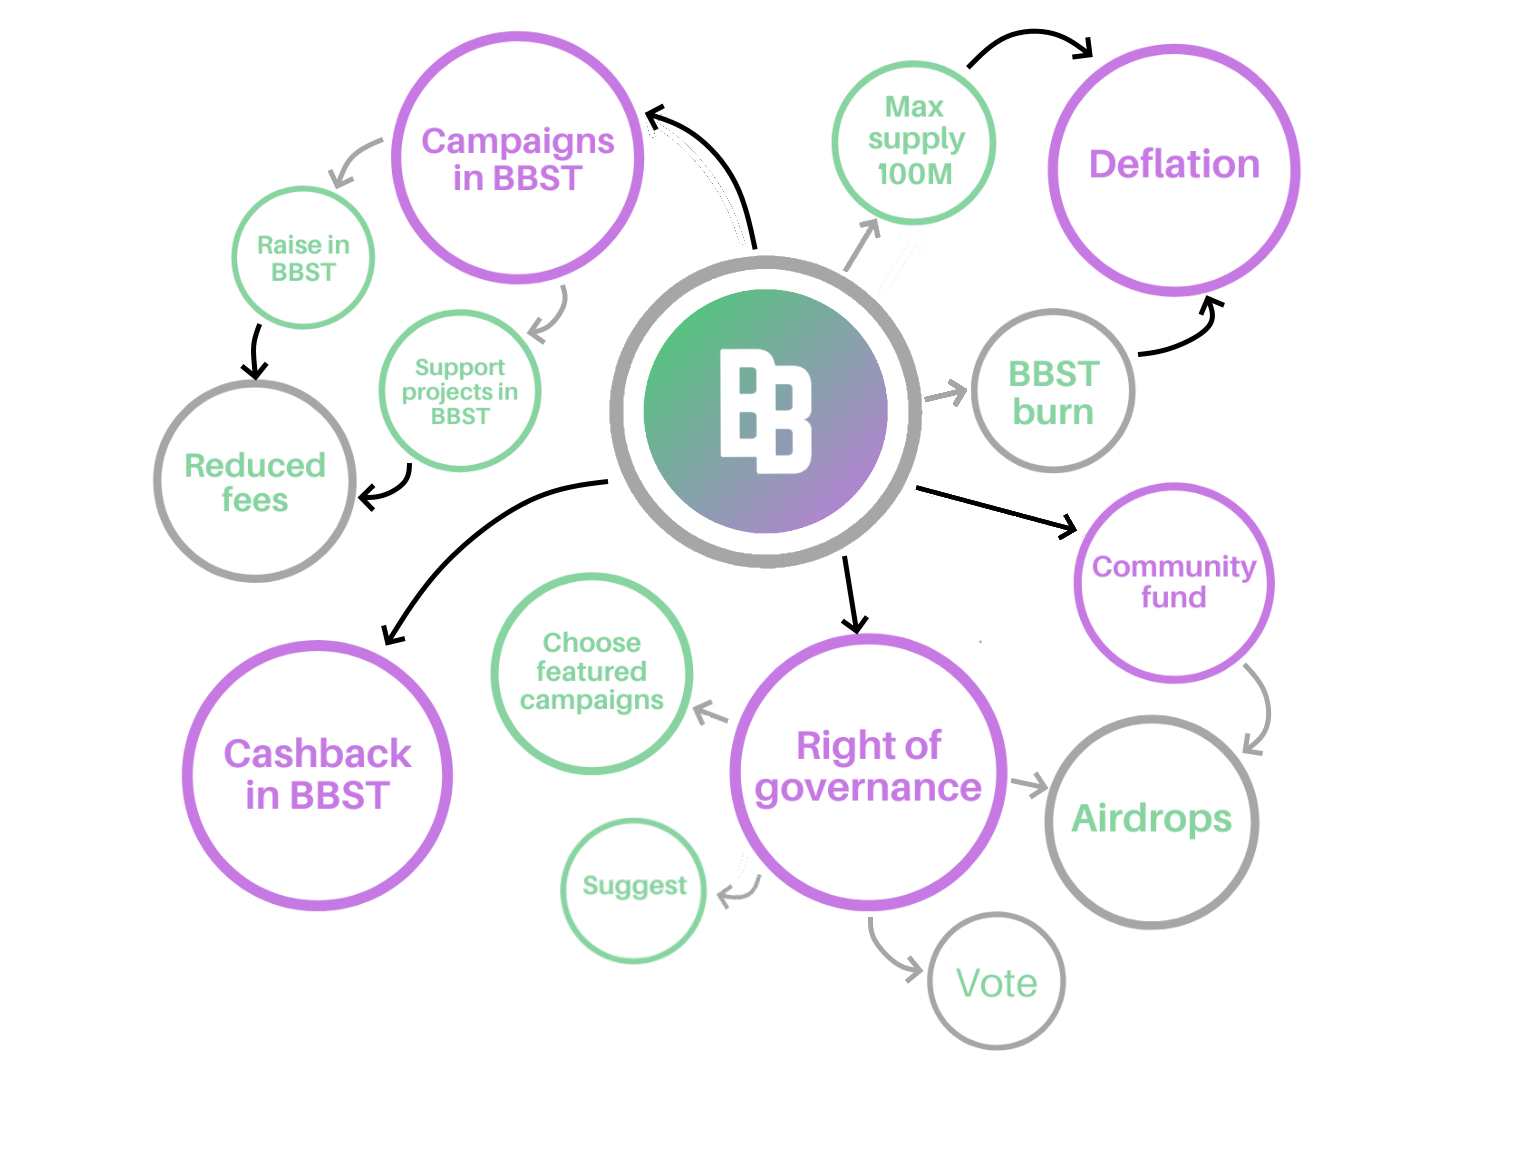 Campaigns
in BBST
Max
supply
100M
Deflation
Raise in
BBST
Support
projects in
BBST
BB
BBST
burn
Reduced
fees
Community
fund
Choose
featured
campaigns
Cashback
in BBST
Right of
governance
Airdrops
Suggest
Vote